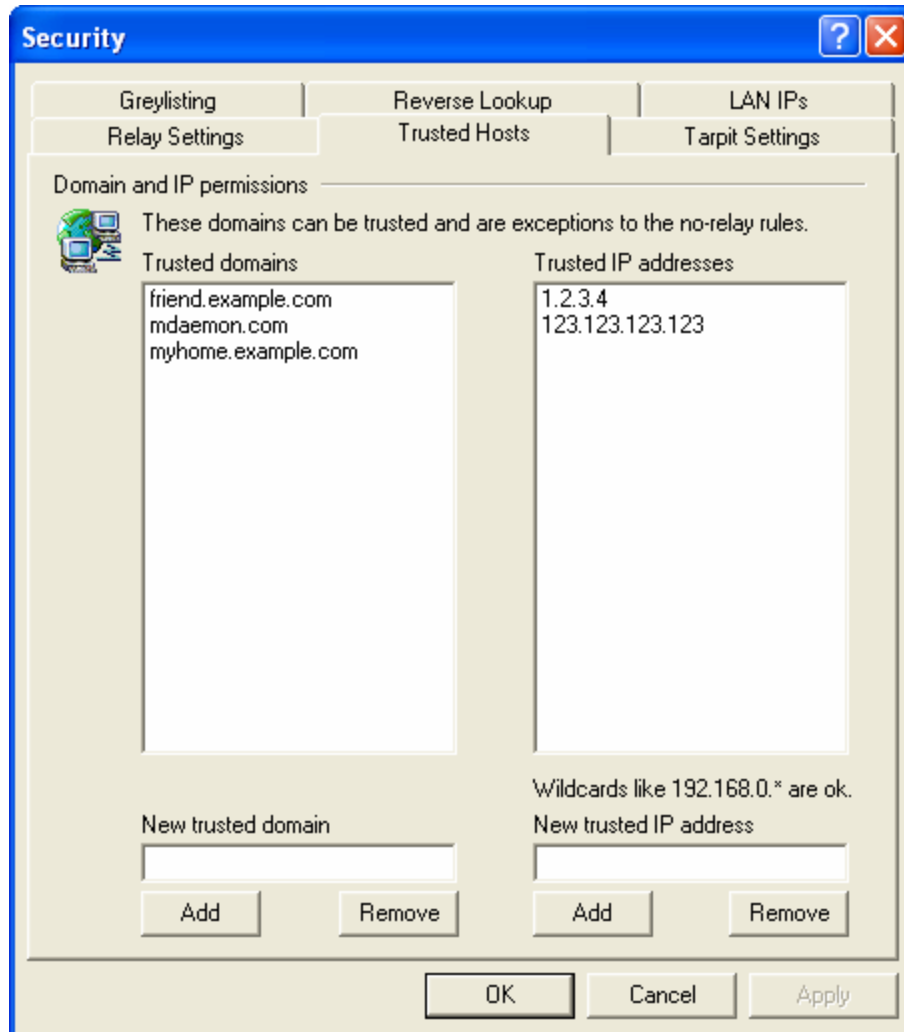 Security
Greylisting Reverse Lookup LAN IPs
Relay Settings Trusted Hosts Tarpit Settings
Domain and IP permissions
These domains can be trusted and are exceptions to the no-relay rules.
Trusted domains Trusted IP addresses
friend.example.com 1.2.3.4
mdaemon.com 123.123.123.123
myhome.example.com
Wildcards like 192.168.0.* are ok.
New trusted domain New trusted IP address
Add Remove Add Remove
OK Cancel Apply